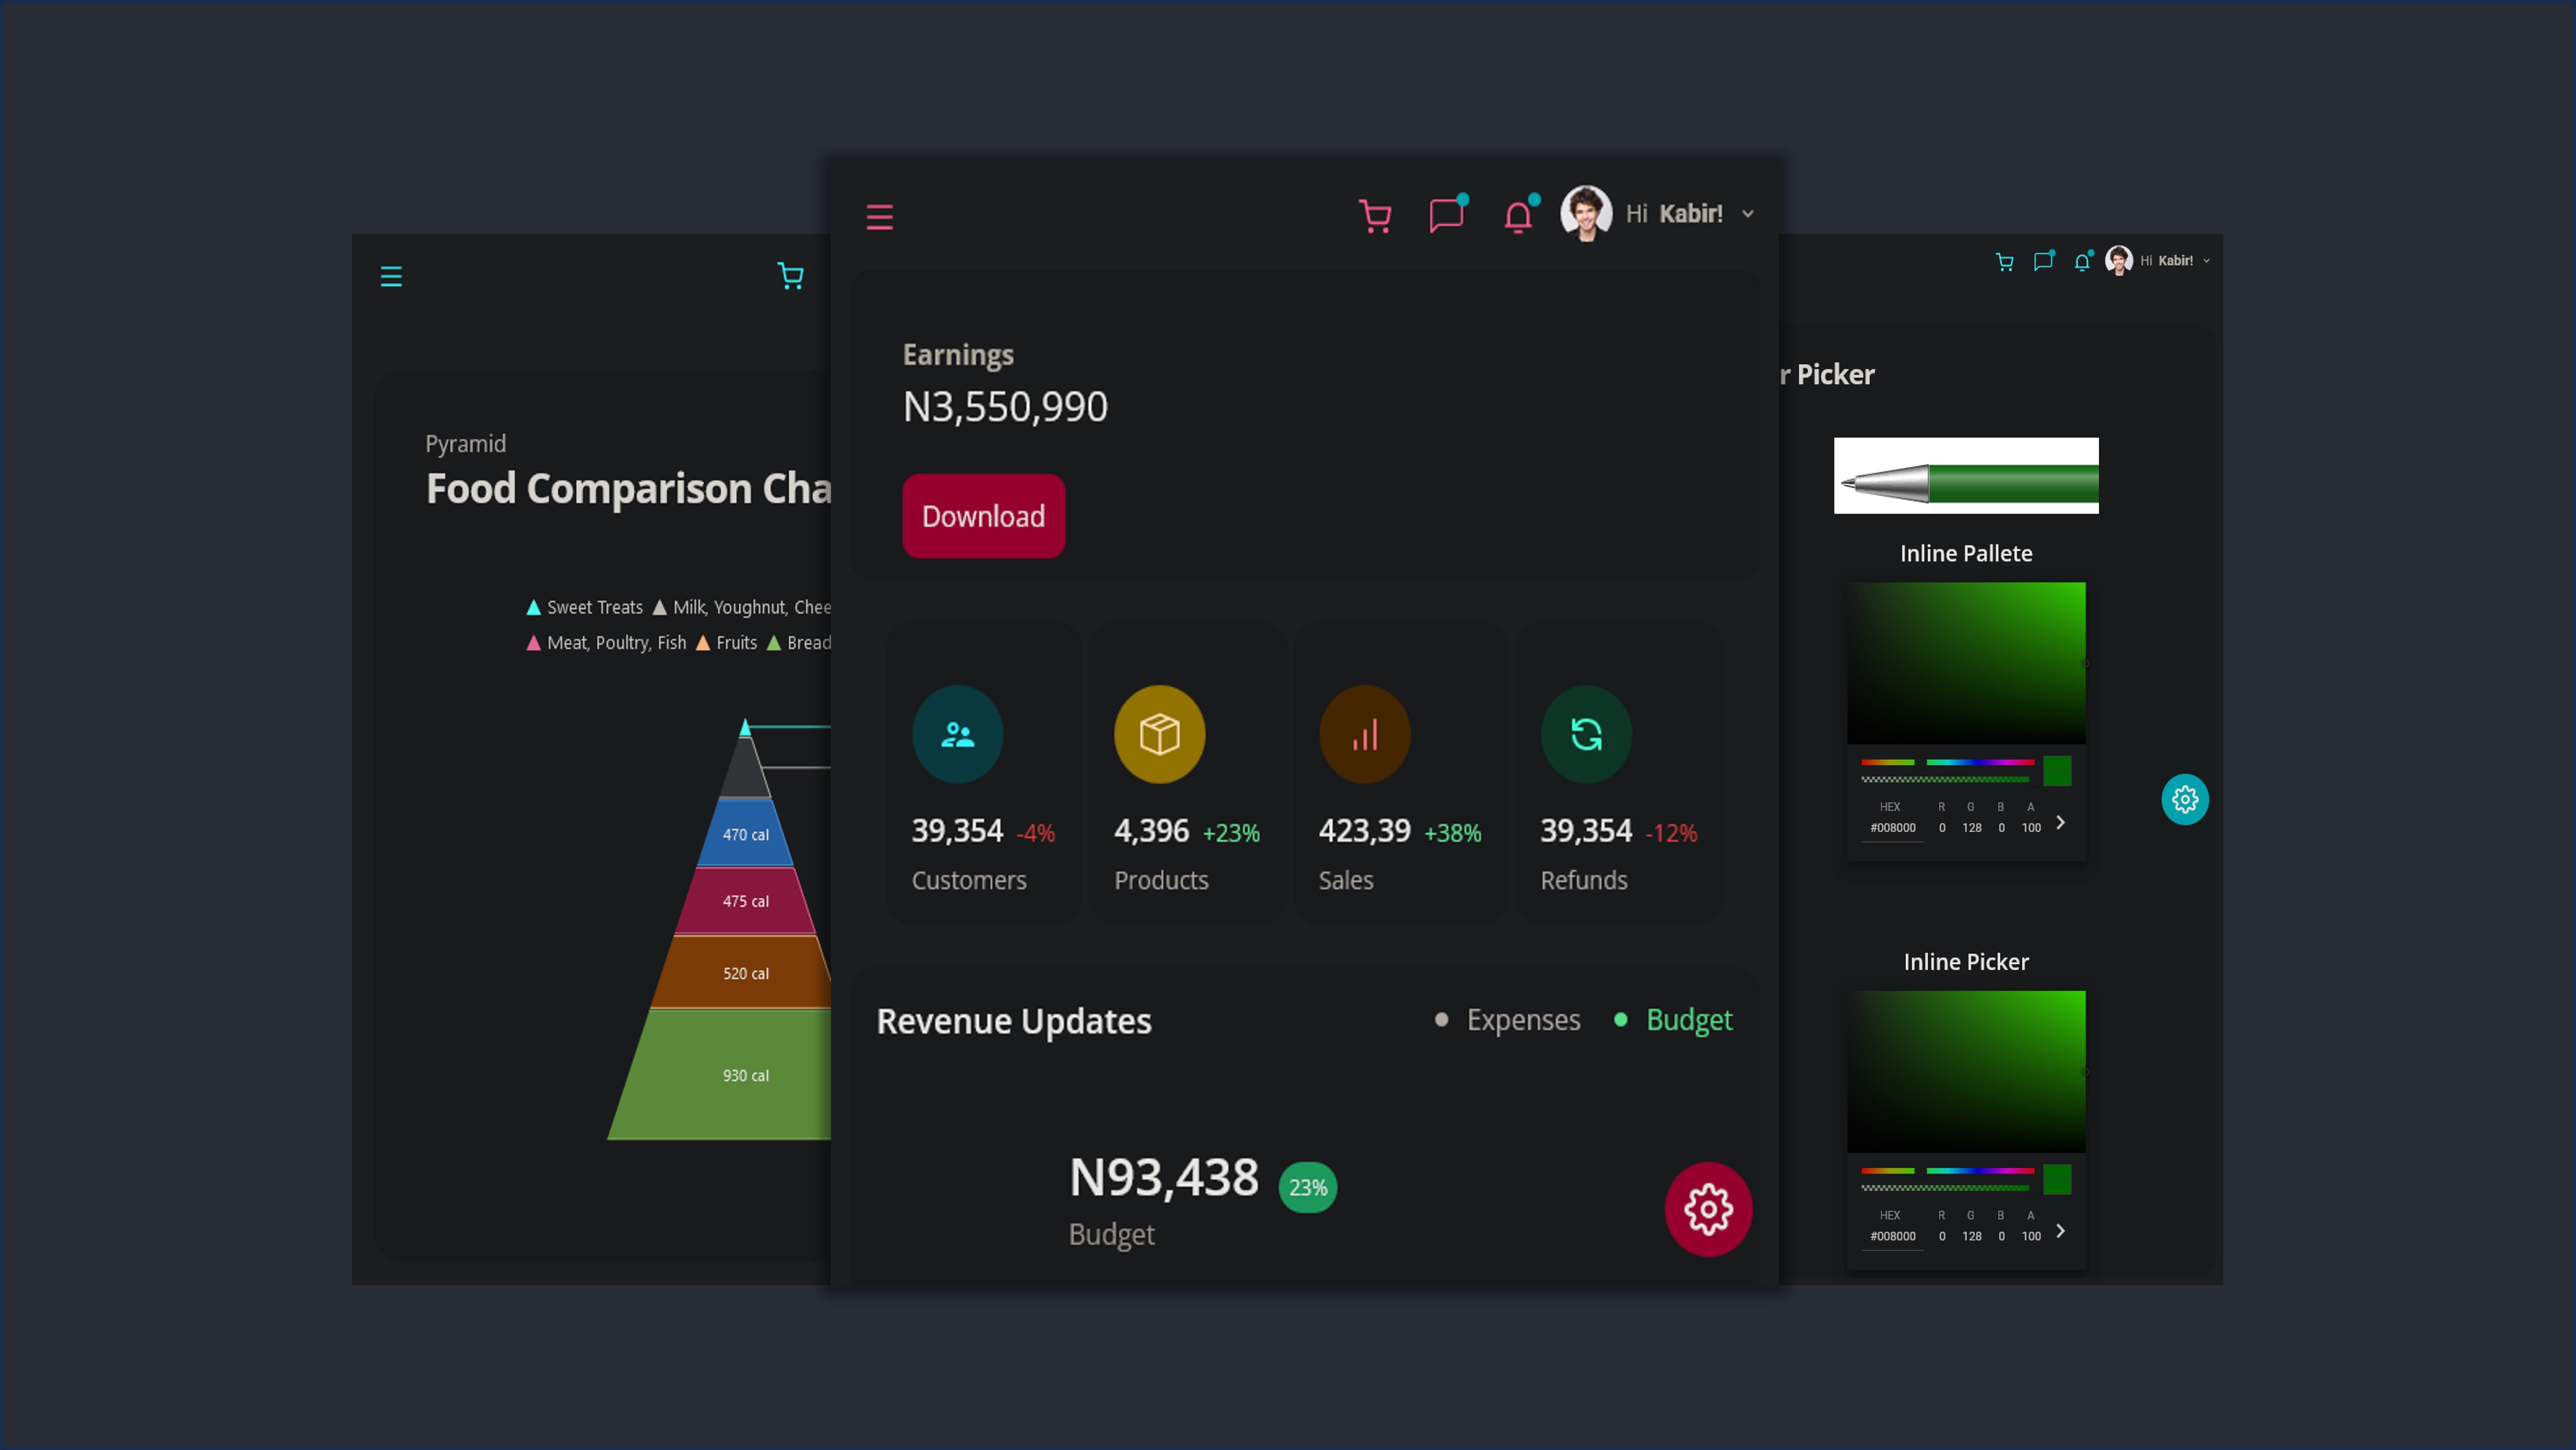 Hi Kabir!
Pyramid
Food Comparison Cha
Sweet Treats Milk, Youghnut, Chee
Meat, Poultry, Fish Fruits Bread
470 cal
475 cal
520 cal
930 cal
Earnings
N3,550,990
Download
39,354 -4%
Customers
4,396 +23%
Products
423,39 +38%
Sales
39,354 -12%
Refunds
Revenue Updates
Expenses Budget
N93,438 23%
Budget
Hi Kabir!
r Picker
Inline Pallete
HEX R G B A
#008000 0 128 0 100
Inline Picker
HEX R G B A
#008000 0 128 0 100